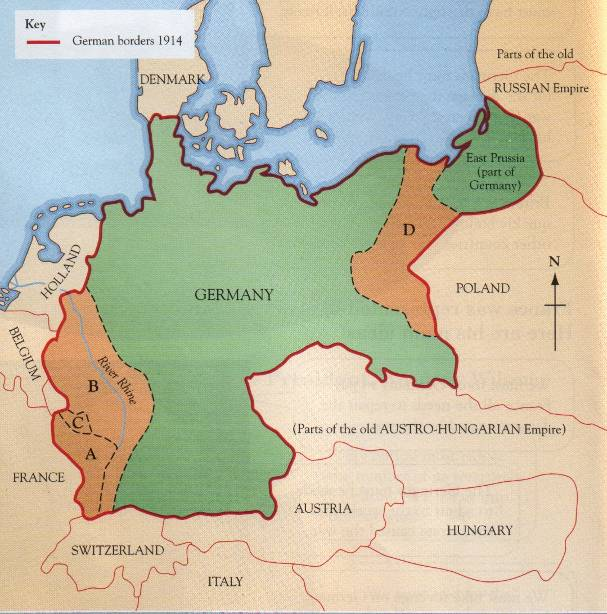 Key
German borders 1914
DENMARK
Parts of the old
RUSSIAN Empire
East Prussia
(part of
Germany)
D
N
HOLLAND
GERMANY
POLAND
BELGIUM
River Rhine
B
C
A
(Parts of the old AUSTRO-HUNGARIAN Empire)
FRANCE
AUSTRIA
HUNGARY
SWITZERLAND
ITALY